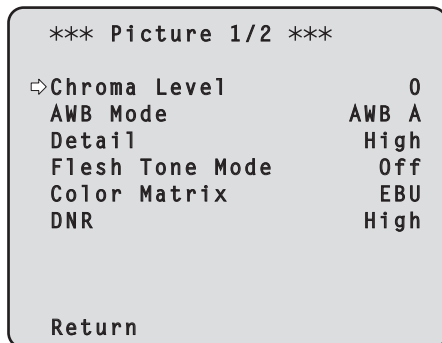 *** Picture 1/2 ***
⇨Chroma Level 0
AWB Mode AWB A
Detail High
Flesh Tone Mode Off
Color Matrix EBU
DNR High
Return